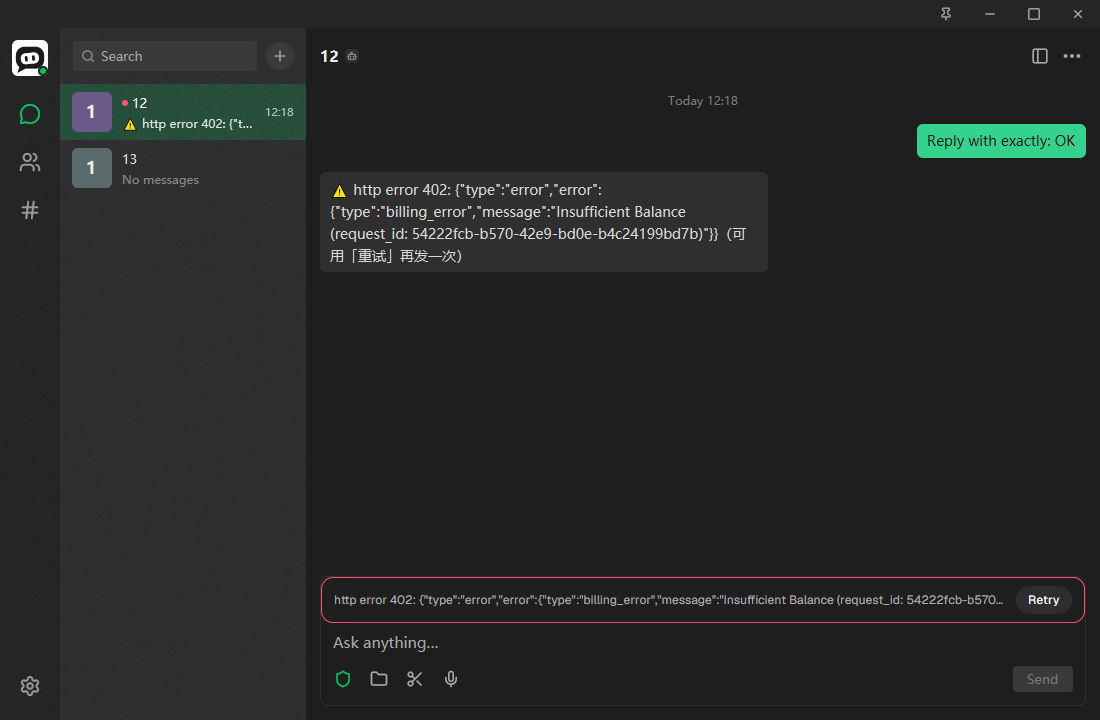 Search
12
1
12
12:18
http error 402: {"t...
Today 12:18
Reply with exactly: OK
1
13
No messages
http error 402: {"type":"error","error":
{"type":"billing_error","message":"Insufficient Balance
(request_id: 54222fcb-b570-42e9-bd0e-b4c24199bd7b)"}}（可
用「重试」再发一次）
http error 402: {"type":"error","error":{"type":"billing_error","message":"Insufficient Balance (request_id: 54222fcb-b570...
Retry
Ask anything...
Send